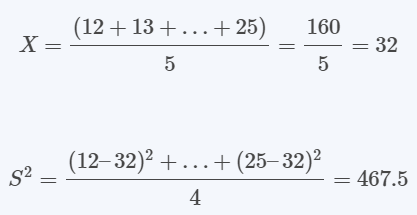 X = (12 + 13 + … + 25) / 5 = 160 / 5 = 32
S² = (12–32)² + … + (25–32)² / 4 = 467.5